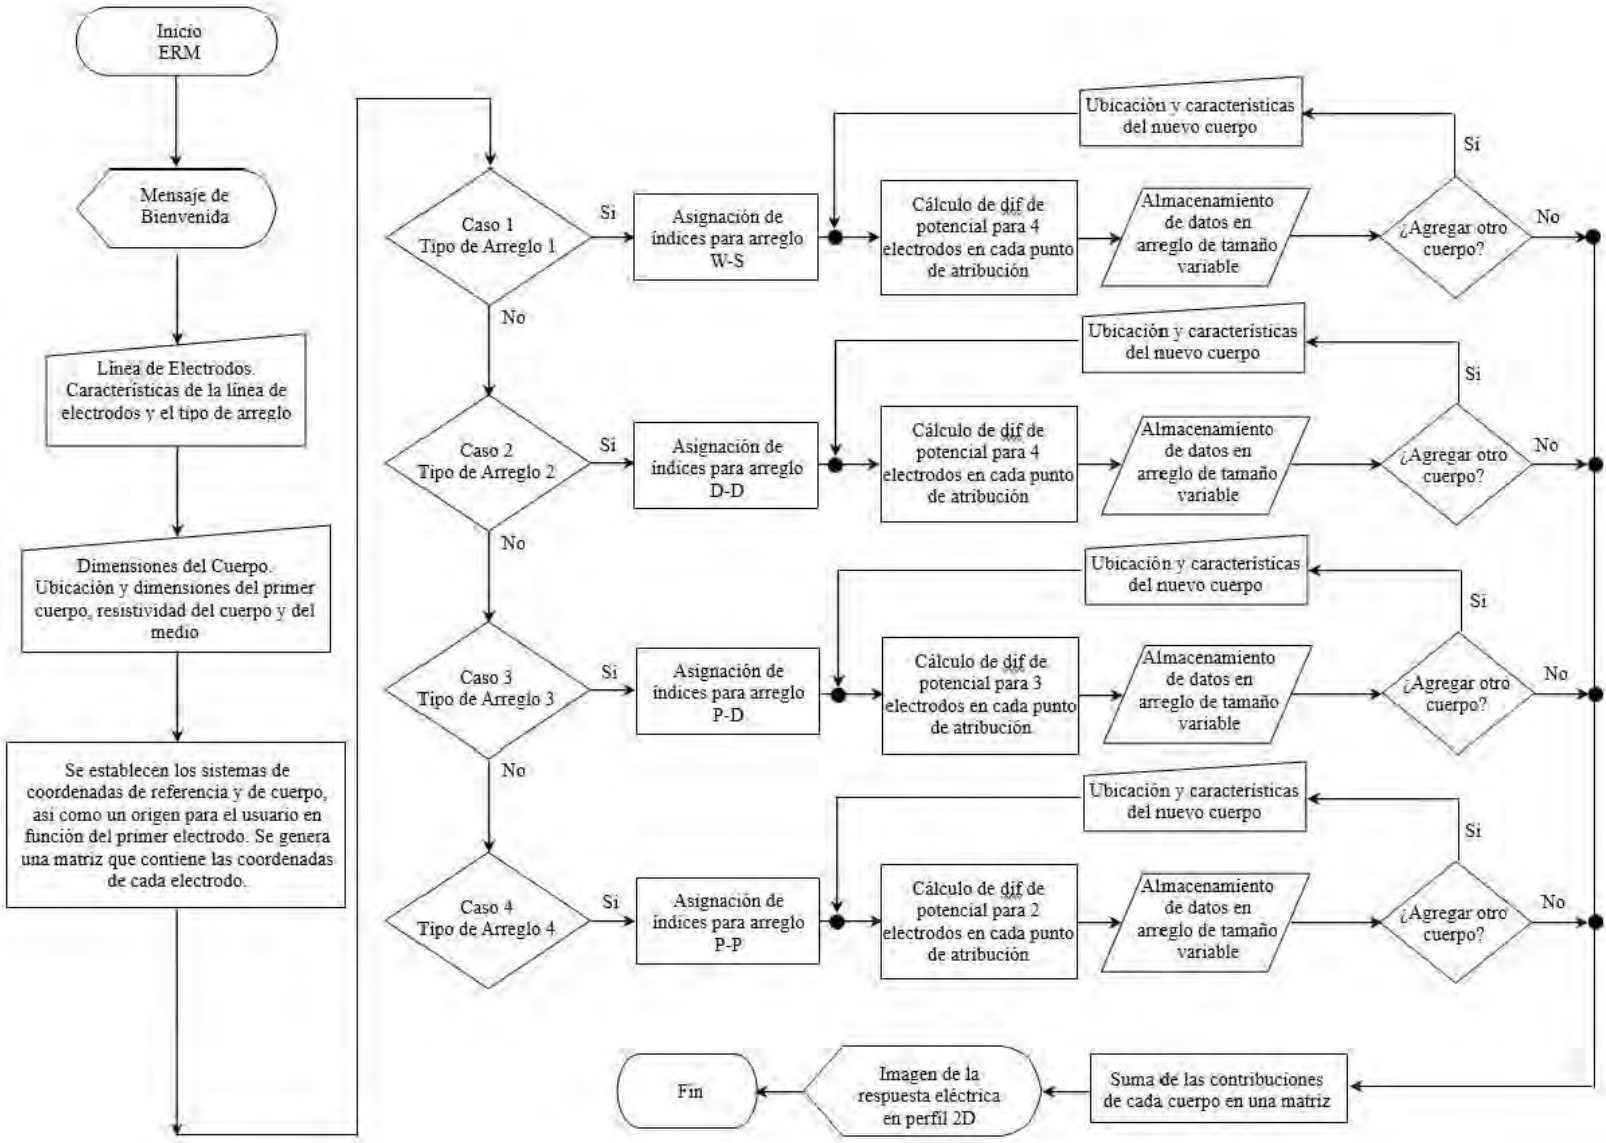 Inicio
ERM
Mensaje de
Bienvenida
Línea de Electrodos.
Características de la línea de
electrodos y el tipo de arreglo
Dimensiones del Cuerpo.
Ubicación y dimensiones del primer
cuerpo, resistividad del cuerpo y del
medio
Se establecen los sistemas de
coordenadas de referencia y de cuerpo,
así como un origen para el usuario en
función del primer electrodo. Se genera
una matriz que contiene las coordenadas
de cada electrodo.
Caso 1
Tipo de Arreglo 1
Si
No
Asignación de
índices para arreglo
W-S
Ubicación y características
del nuevo cuerpo
Cálculo de dif de
potencial para 4
electrodos en cada punto
de atribución
Almacenamiento
de datos en
arreglo de tamaño
variable
¿Agregar otro
cuerpo?
Si
No
Caso 2
Tipo de Arreglo 2
Si
No
Asignación de
índices para arreglo
D-D
Ubicación y características
del nuevo cuerpo
Cálculo de dif de
potencial para 4
electrodos en cada punto
de atribución
Almacenamiento
de datos en
arreglo de tamaño
variable
¿Agregar otro
cuerpo?
Si
No
Caso 3
Tipo de Arreglo 3
Si
No
Asignación de
índices para arreglo
P-D
Ubicación y características
del nuevo cuerpo
Cálculo de dif de
potencial para 3
electrodos en cada punto
de atribución
Almacenamiento
de datos en
arreglo de tamaño
variable
¿Agregar otro
cuerpo?
Si
No
Caso 4
Tipo de Arreglo 4
Si
Asignación de
índices para arreglo
P-P
Ubicación y características
del nuevo cuerpo
Cálculo de dif de
potencial para 2
electrodos en cada punto
de atribución
Almacenamiento
de datos en
arreglo de tamaño
variable
¿Agregar otro
cuerpo?
Si
No
Suma de las contribuciones
de cada cuerpo en una matriz
Imagen de la
respuesta eléctrica
en perfil 2D
Fin